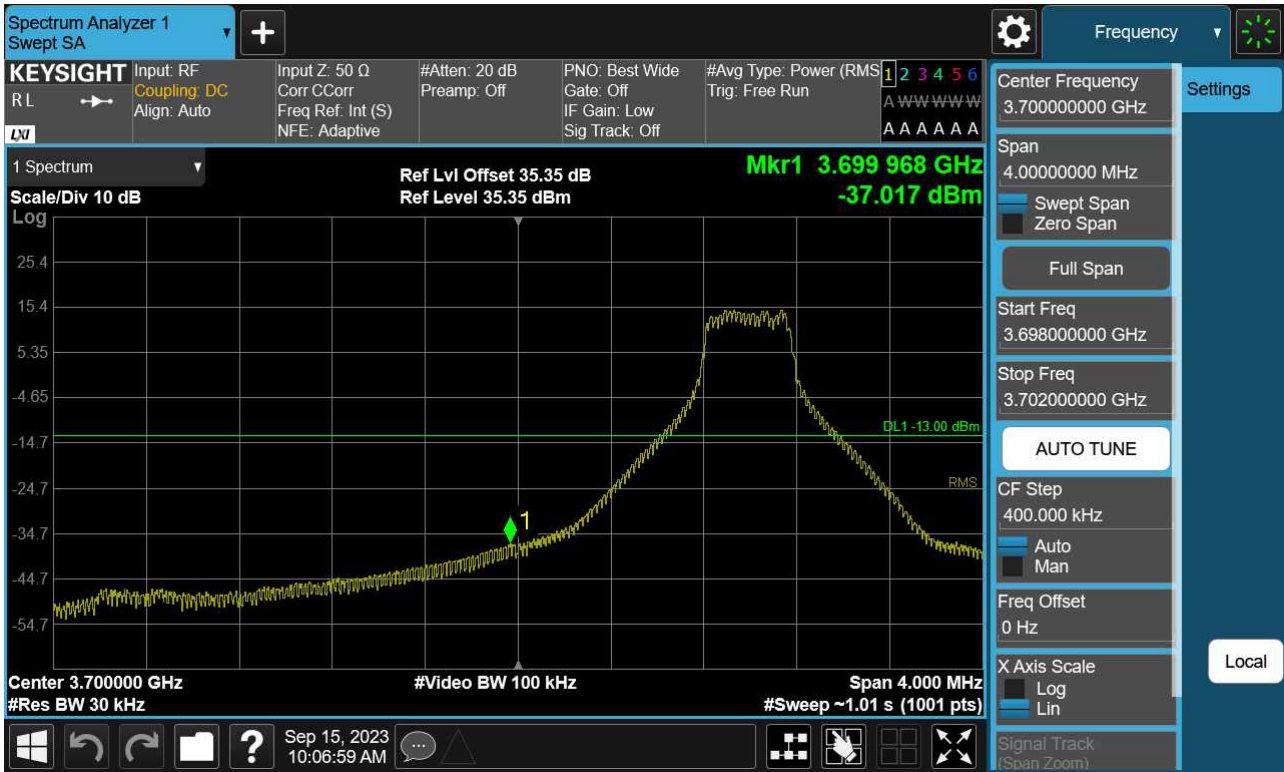 Spectrum Analyzer 1
Swept SA
+
Frequency
KEYSIGHT
RL
LXI
Input: RF
Coupling: DC
Align: Auto
Input Z: 50 Ω
Corr CCorr
Freq Ref: Int (S)
NFE: Adaptive
#Atten: 20 dB
Preamp: Off
PNO: Best Wide
Gate: Off
IF Gain: Low
Sig Track: Off
#Avg Type: Power (RMS
Trig: Free Run
1 2 3 4 5 6
A W W W W W
A A A A A A
1 Spectrum
Scale/Div 10 dB
Log
Ref Lvl Offset 35.35 dB
Ref Level 35.35 dBm
Mkr1 3.699 968 GHz
-37.017 dBm
25.4
15.4
5.35
-4.65
-14.7
-24.7
-34.7
-44.7
-54.7
DL1 -13.00 dBm
RMS
1
Center 3.700000 GHz
#Res BW 30 kHz
#Video BW 100 kHz
Span 4.000 MHz
#Sweep ~1.01 s (1001 pts)
Center Frequency
3.700000000 GHz
Span
4.00000000 MHz
Swept Span
Zero Span
Full Span
Start Freq
3.698000000 GHz
Stop Freq
3.702000000 GHz
AUTO TUNE
CF Step
400.000 kHz
Auto
Man
Freq Offset
0 Hz
X Axis Scale
Log
Lin
Signal Track
(Span Zoom)
Settings
Local
?
Sep 15, 2023
10:06:59 AM